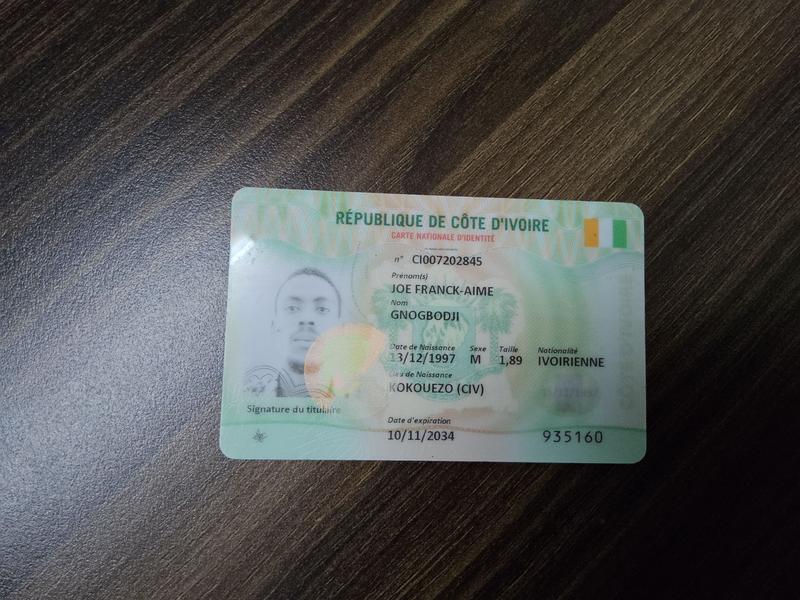 RÉPUBLIQUE DE CÔTE D'IVOIRE
CARTE NATIONALE D'IDENTITÉ
n° CI007202845
Prénom(s)
JOE FRANCK-AIME
Nom
GNOGBODJI
Date de Naissance Sexe Taille Nationalité
13/12/1997 M 1,89 IVOIRIENNE
Lieu de Naissance
KOKOUEZO (CIV)
Signature du titulaire
Date d'expiration
10/11/2034
935160